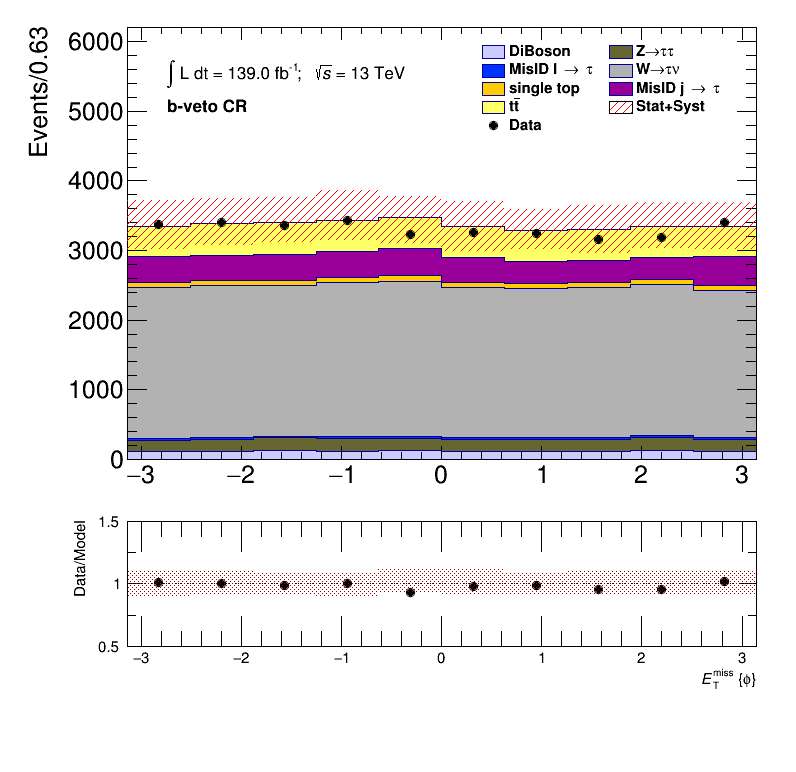 Events/0.63
6000
5000
4000
3000
2000
1000
0
∫ L dt = 139.0 fb⁻¹; √s = 13 TeV
b-veto CR
DiBoson
MisID l → τ
single top
tt̄
Data
Z→ττ
W→τν
MisID j → τ
Stat+Syst
−3 −2 −1 0 1 2 3
Data/Model
1.5
1
0.5
−3 −2 −1 0 1 2 3
E_T^miss {ϕ}